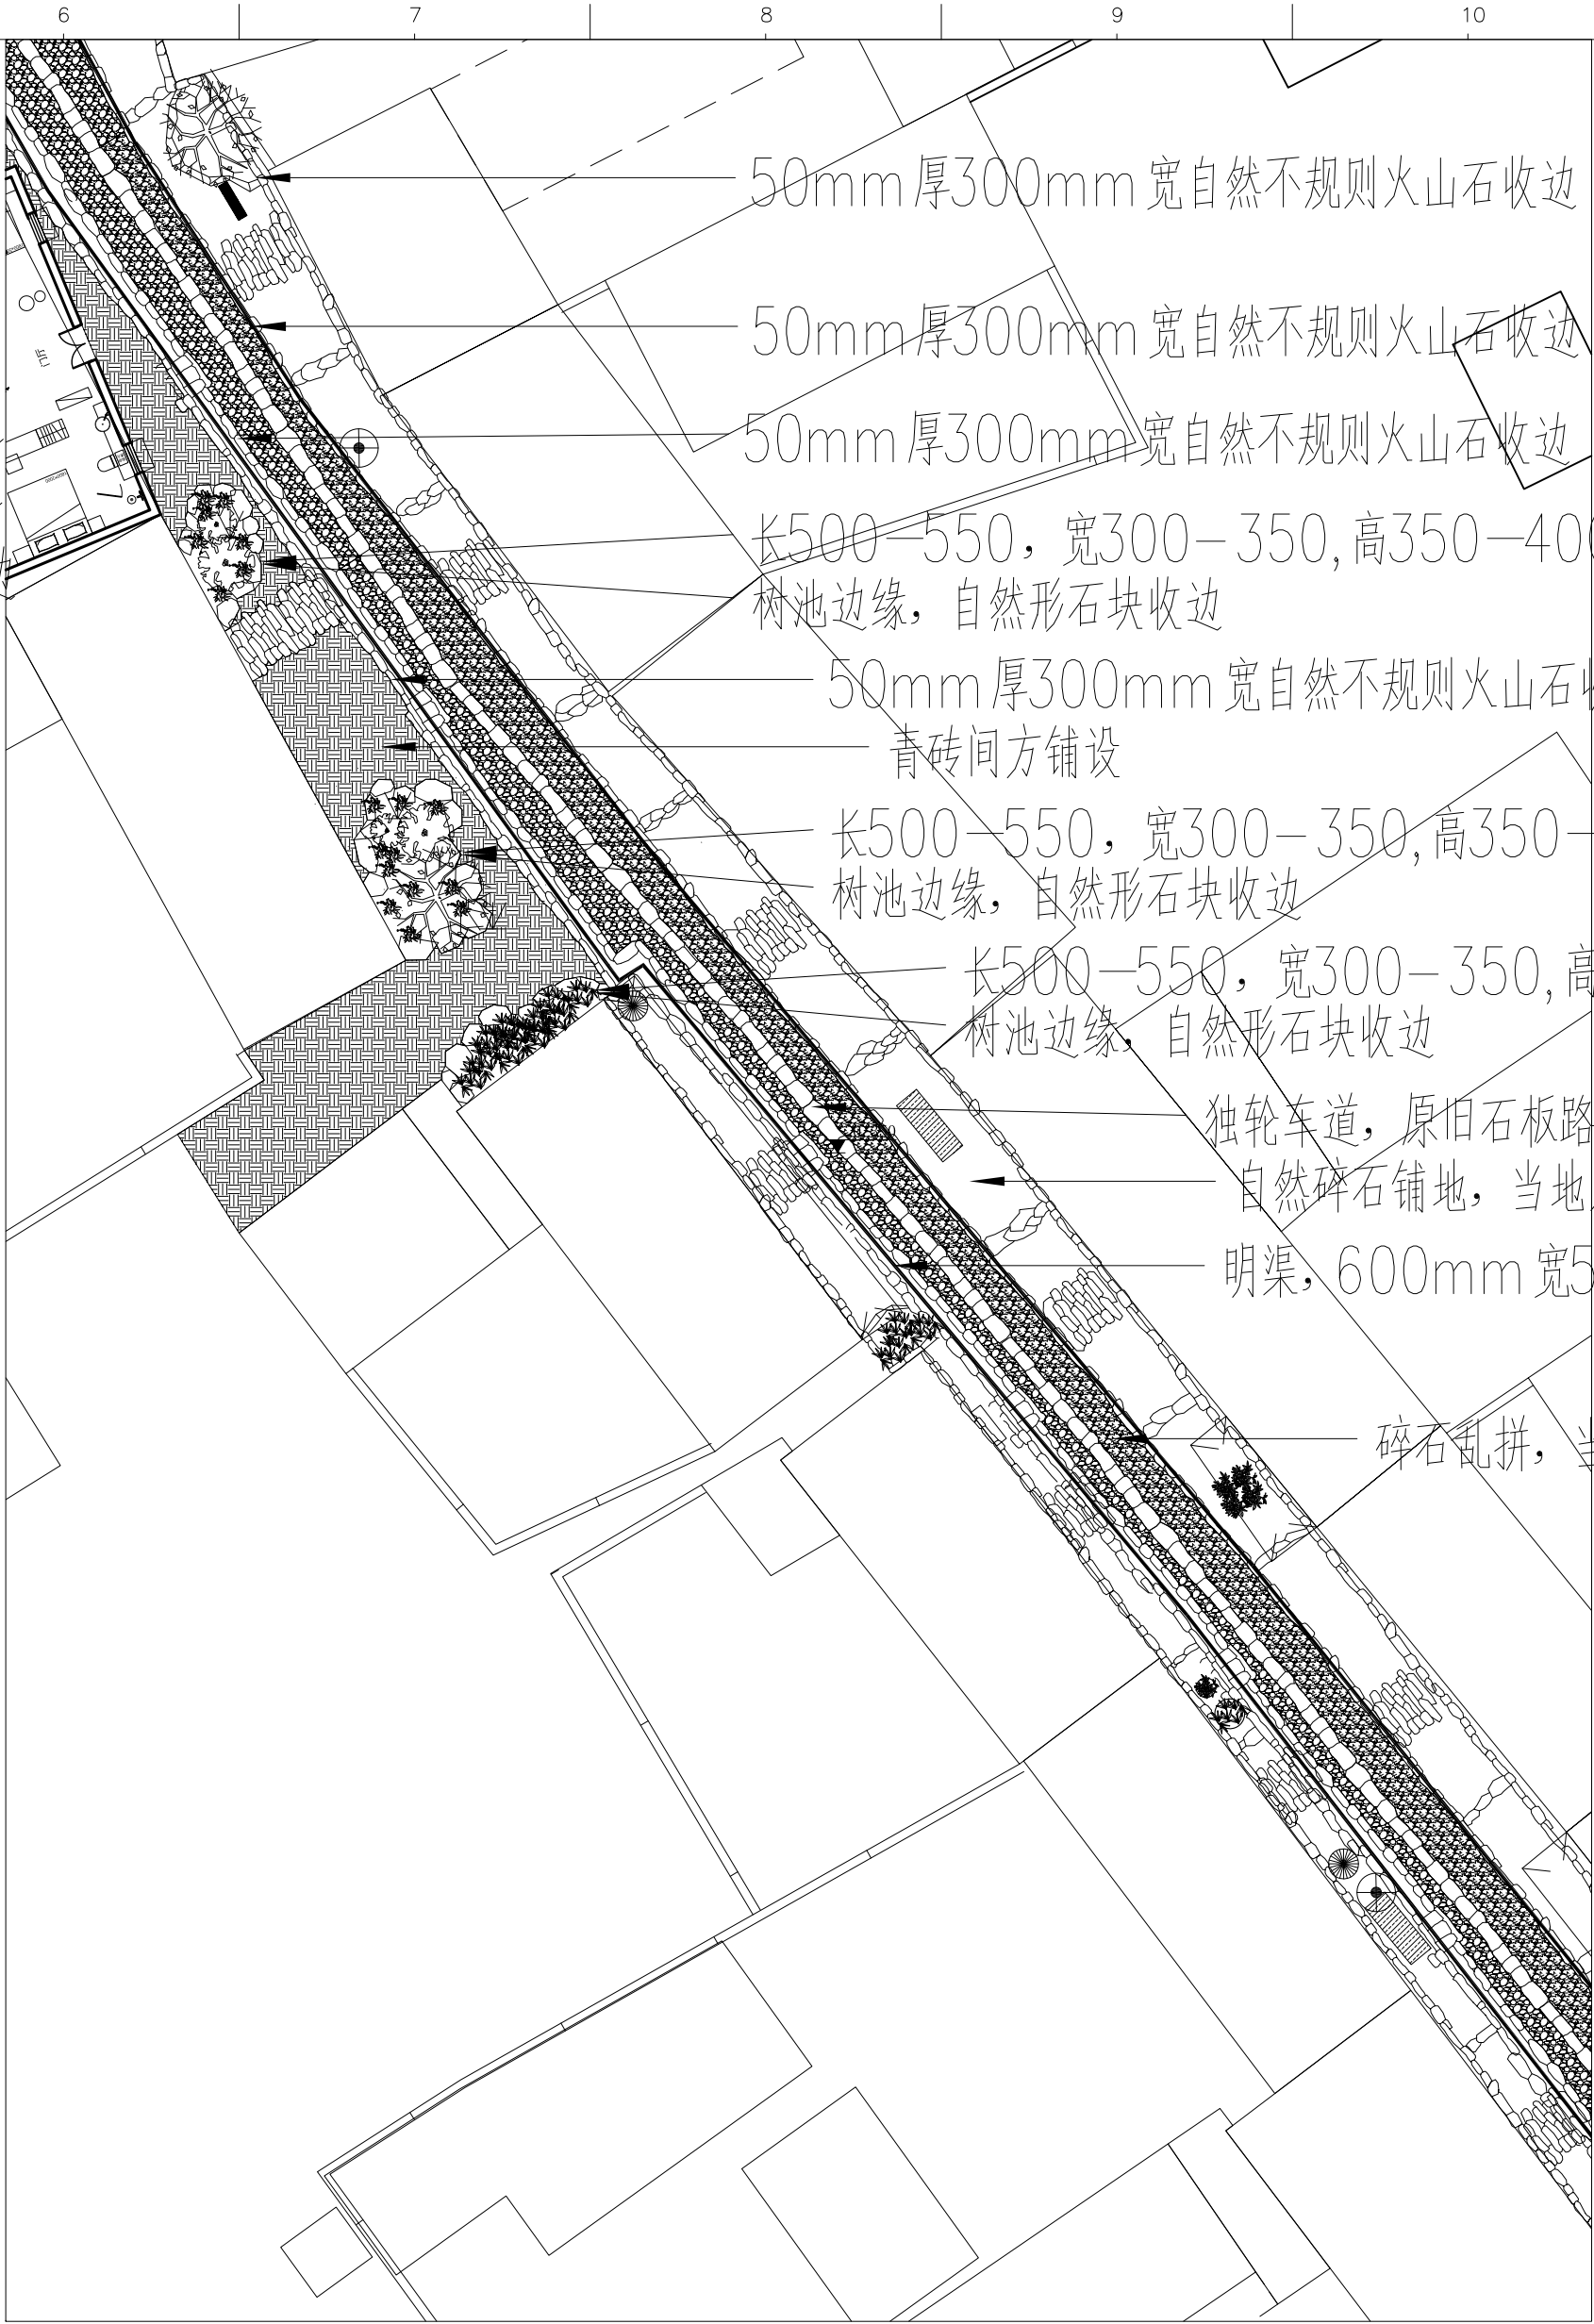 6 7 8 9 10
50mm厚300mm宽自然不规则火山石收边
50mm厚300mm宽自然不规则火山石收边
50mm厚300mm宽自然不规则火山石收边
长500—550，宽300－350,高350—40
树池边缘，自然形石块收边
50mm厚300mm宽自然不规则火山石
青砖间方铺设
长500—550，宽300－350,高350—
树池边缘，自然形石块收边
长500—550，宽300－350,高
树池边缘，自然形石块收边
独轮车道，原旧石板路
自然碎石铺地，当地
明渠，600mm宽5
碎石乱拼，